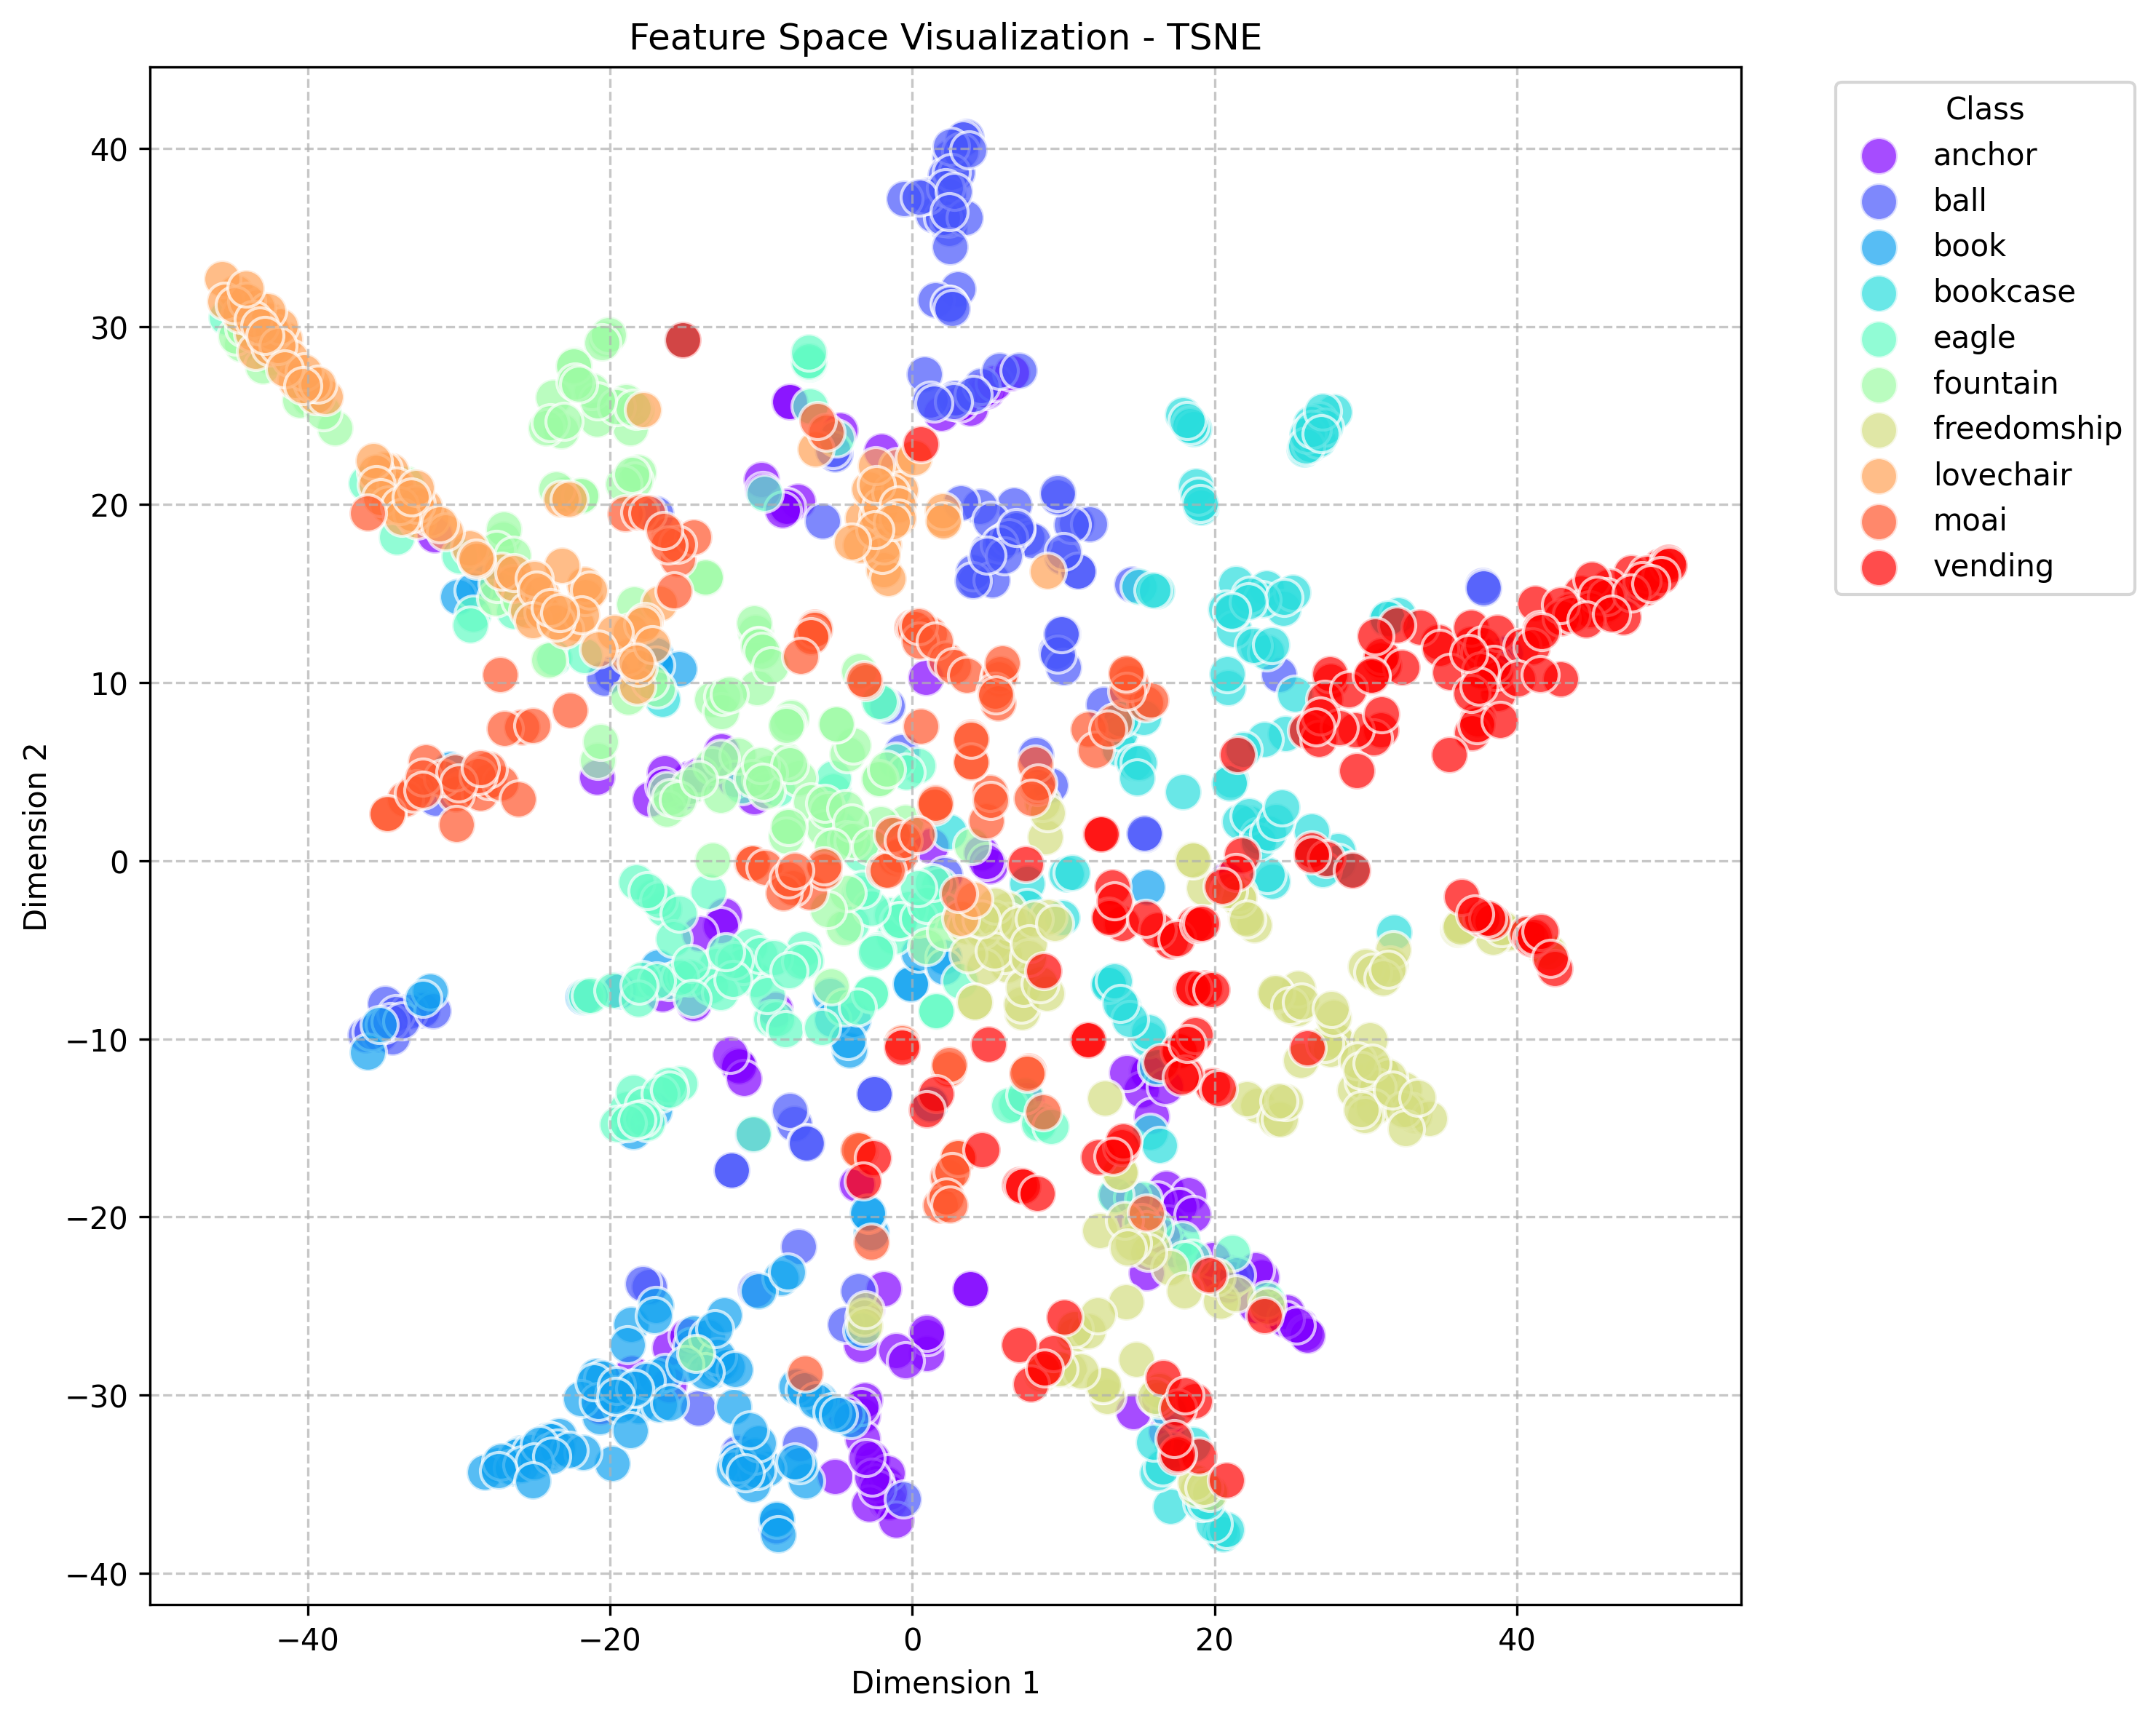 Feature Space Visualization - TSNE
Class
anchor
ball
book
bookcase
eagle
fountain
freedomship
lovechair
moai
vending
Dimension 2
40
30
20
10
0
−10
−20
−30
−40
−40 −20 0 20 40
Dimension 1